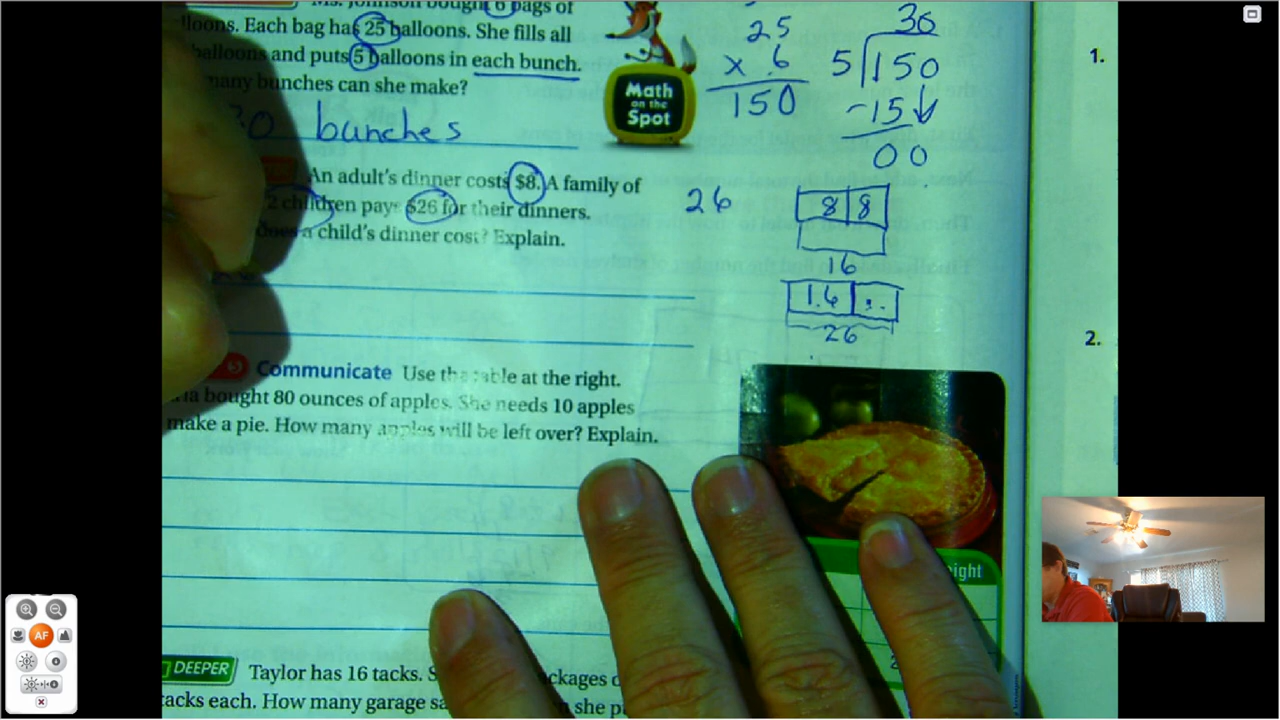 Ms. Johnson bought 6 bags of
lloons. Each bag has 25 balloons. She fills all
balloons and puts 5 balloons in each bunch.
many bunches can she make?
30 bunches
Math
on the
Spot
25
x 6
150
30
5 150
-15
00
An adult's dinner costs $8. A family of
2 children pays $26 for their dinners.
does a child's dinner cost? Explain.
26
8 8
16
16
26
Communicate Use the table at the right.
bought 80 ounces of apples. She needs 10 apples
make a pie. How many apples will be left over? Explain.
DEEPER Taylor has 16 tacks. S ckages o
tacks each. How many garage sa she pu
1.
2.
AF